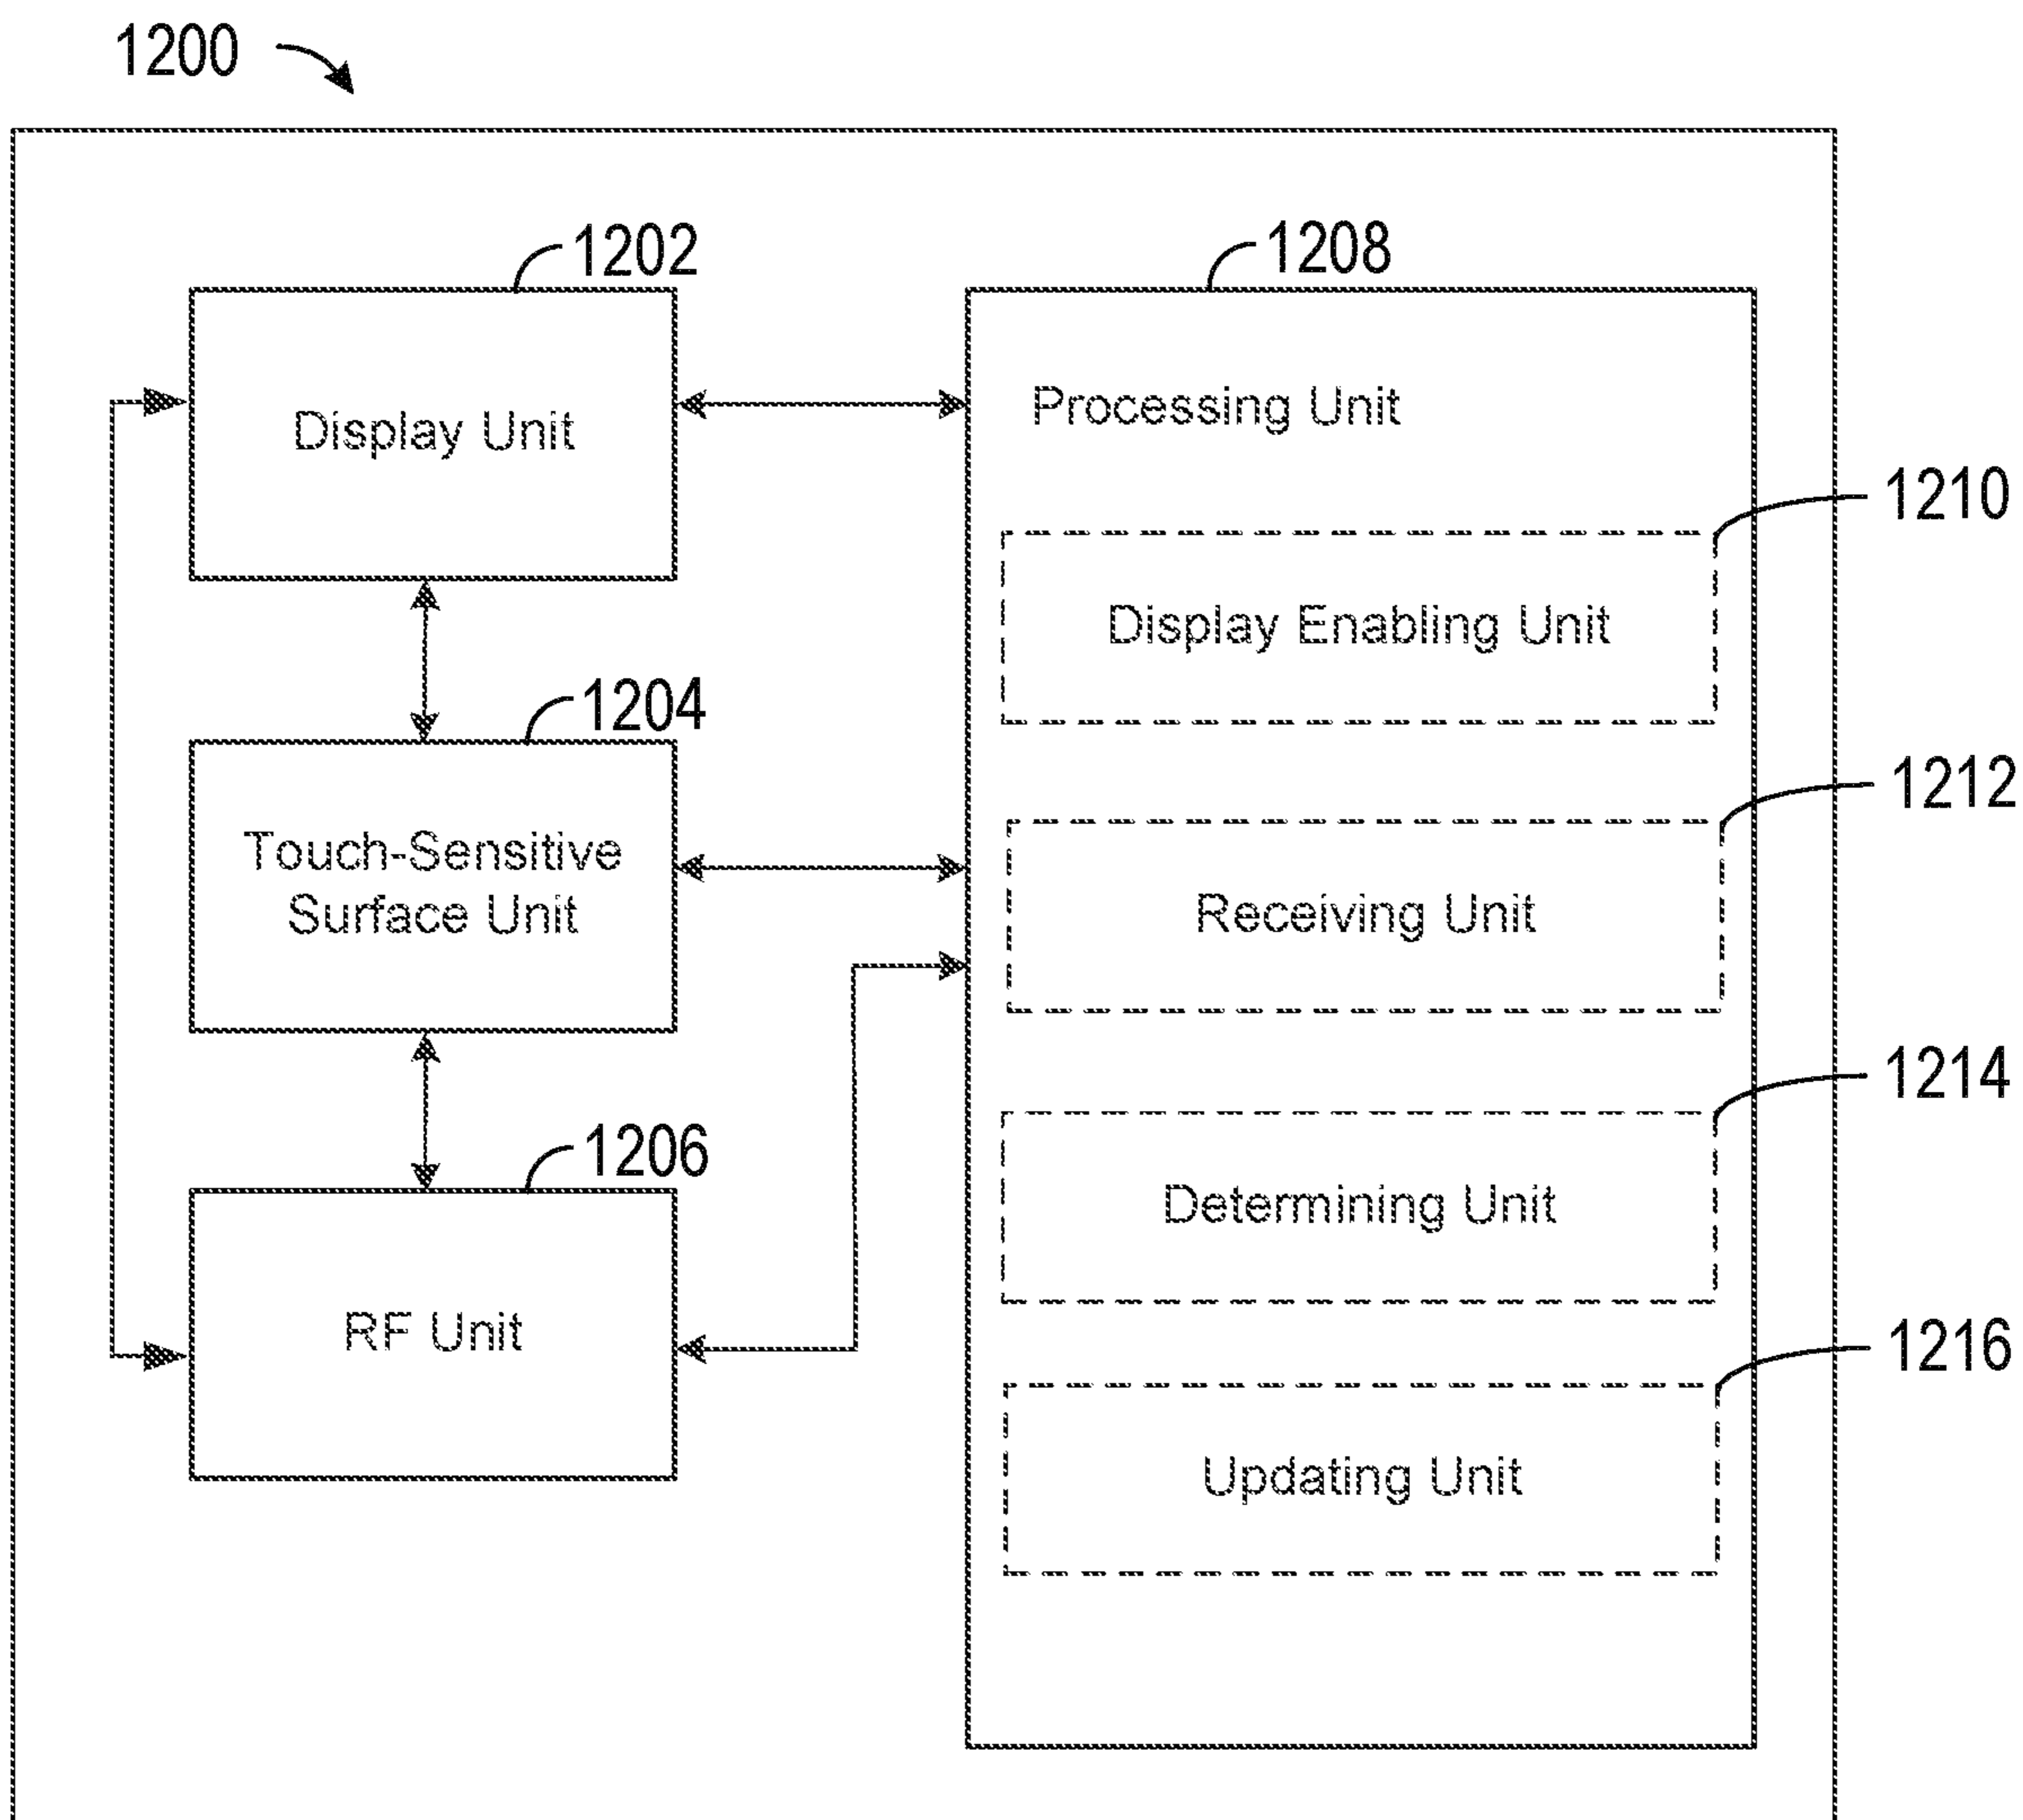 1200
1202
1208
Display Unit
Processing Unit
1210
Display Enabling Unit
1204
1212
Touch-Sensitive
Surface Unit
Receiving Unit
1214
1206
Determining Unit
RF Unit
1216
Updating Unit